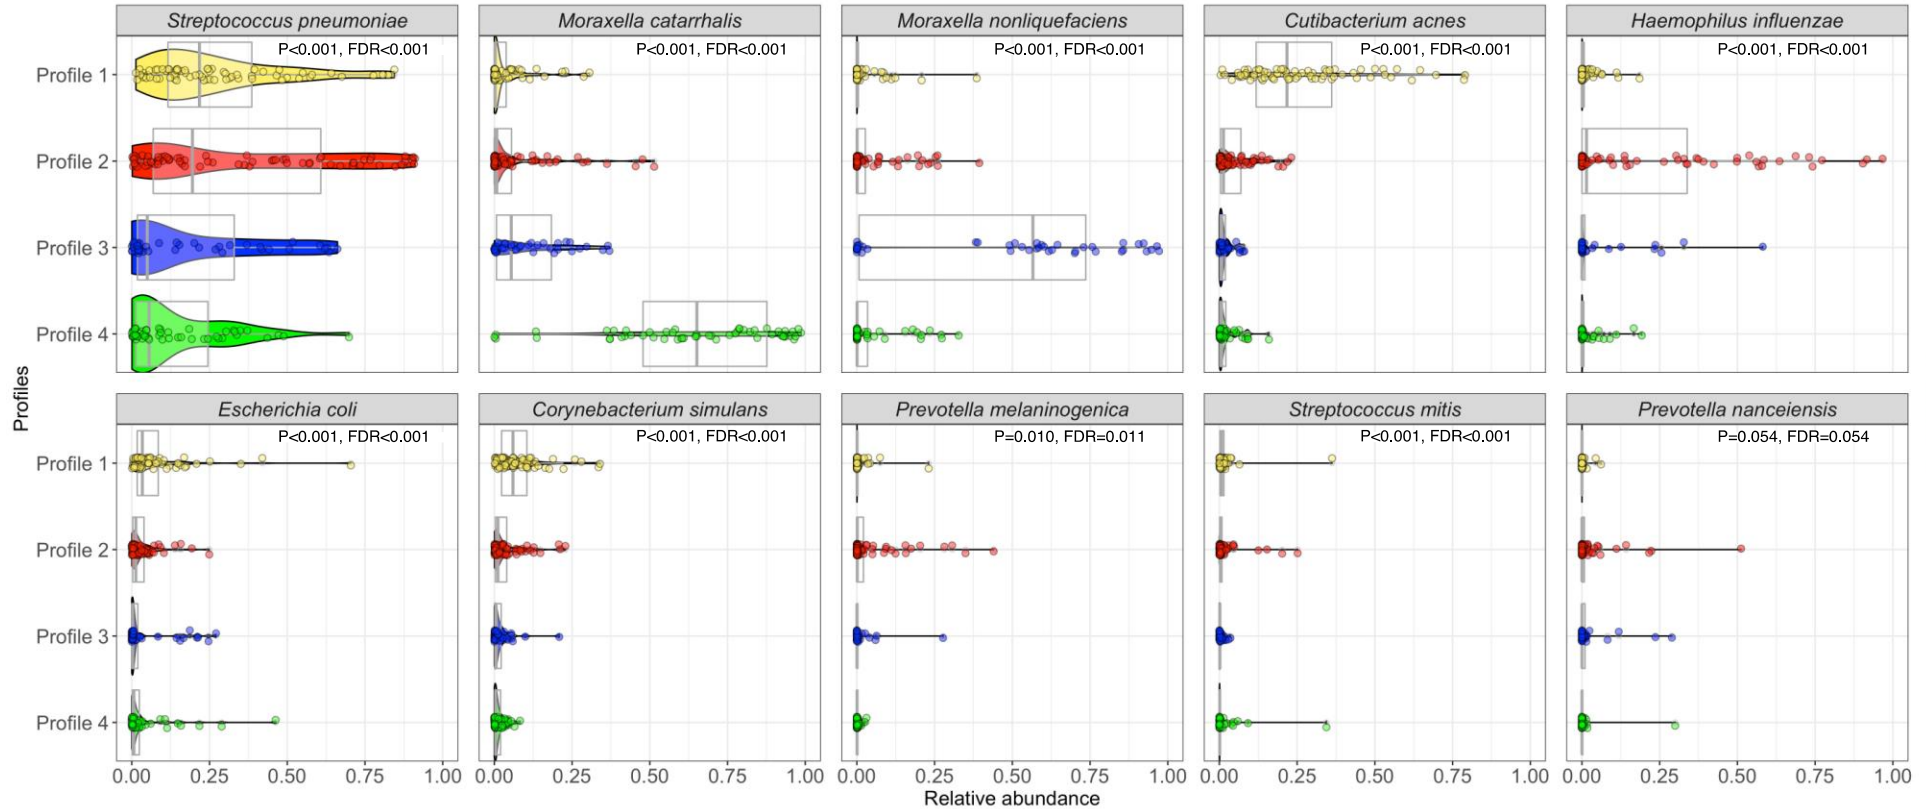 Streptococcus pneumoniae
Moraxella catarrhalis
Moraxella nonliquefaciens
Cutibacterium acnes
Haemophilus influenzae
P<0.001, FDR<0.001
P<0.001, FDR<0.001
P<0.001, FDR<0.001
P<0.001, FDR<0.001
P<0.001, FDR<0.001
Profile 1
Profile 2
Profile 3
Profile 4
Profiles
Escherichia coli
Corynebacterium simulans
Prevotella melaninogenica
Streptococcus mitis
Prevotella nanceiensis
P<0.001, FDR<0.001
P<0.001, FDR<0.001
P=0.010, FDR=0.011
P<0.001, FDR<0.001
P=0.054, FDR=0.054
Profile 1
Profile 2
Profile 3
Profile 4
0.00 0.25 0.50 0.75 1.00
0.00 0.25 0.50 0.75 1.00
0.00 0.25 0.50 0.75 1.00
0.00 0.25 0.50 0.75 1.00
0.00 0.25 0.50 0.75 1.00
Relative abundance